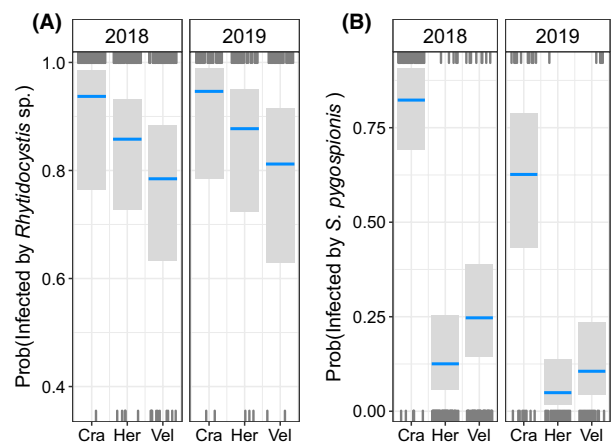 (A)
2018
2019
Prob(Infected by Rhytidocystis sp.)
1.0
0.8
0.6
0.4
Cra Her Vel
Cra Her Vel
(B)
2018
2019
Prob(Infected by S. pygospionis )
0.75
0.50
0.25
0.00
Cra Her Vel
Cra Her Vel